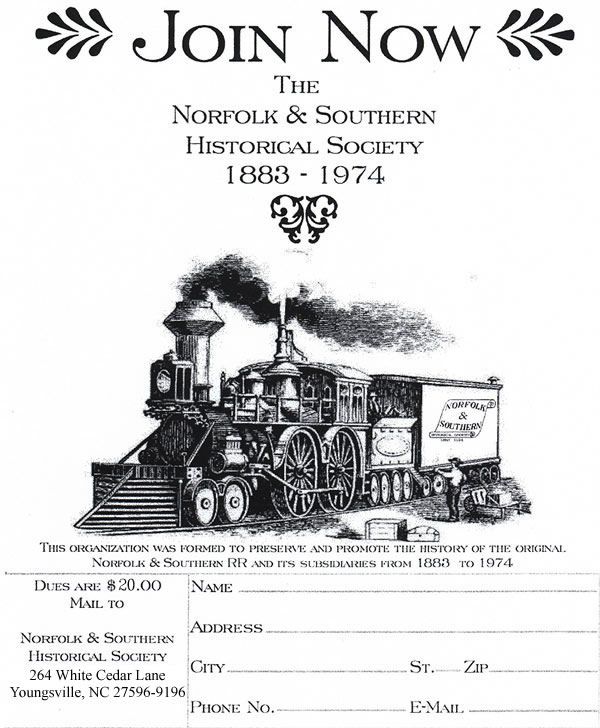 JOIN NOW
THE
NORFOLK & SOUTHERN
HISTORICAL SOCIETY
1883 - 1974
NORFOLK
&
SOUTHERN
THIS ORGANIZATION WAS FORMED TO PRESERVE AND PROMOTE THE HISTORY OF THE ORIGINAL
NORFOLK & SOUTHERN RR AND ITS SUBSIDIARIES FROM 1883 TO 1974
DUES ARE $20.00
MAIL TO
NORFOLK & SOUTHERN
HISTORICAL SOCIETY
264 White Cedar Lane
Youngsville, NC 27596-9196
NAME
ADDRESS
CITY ST. ZIP
PHONE NO. E-MAIL